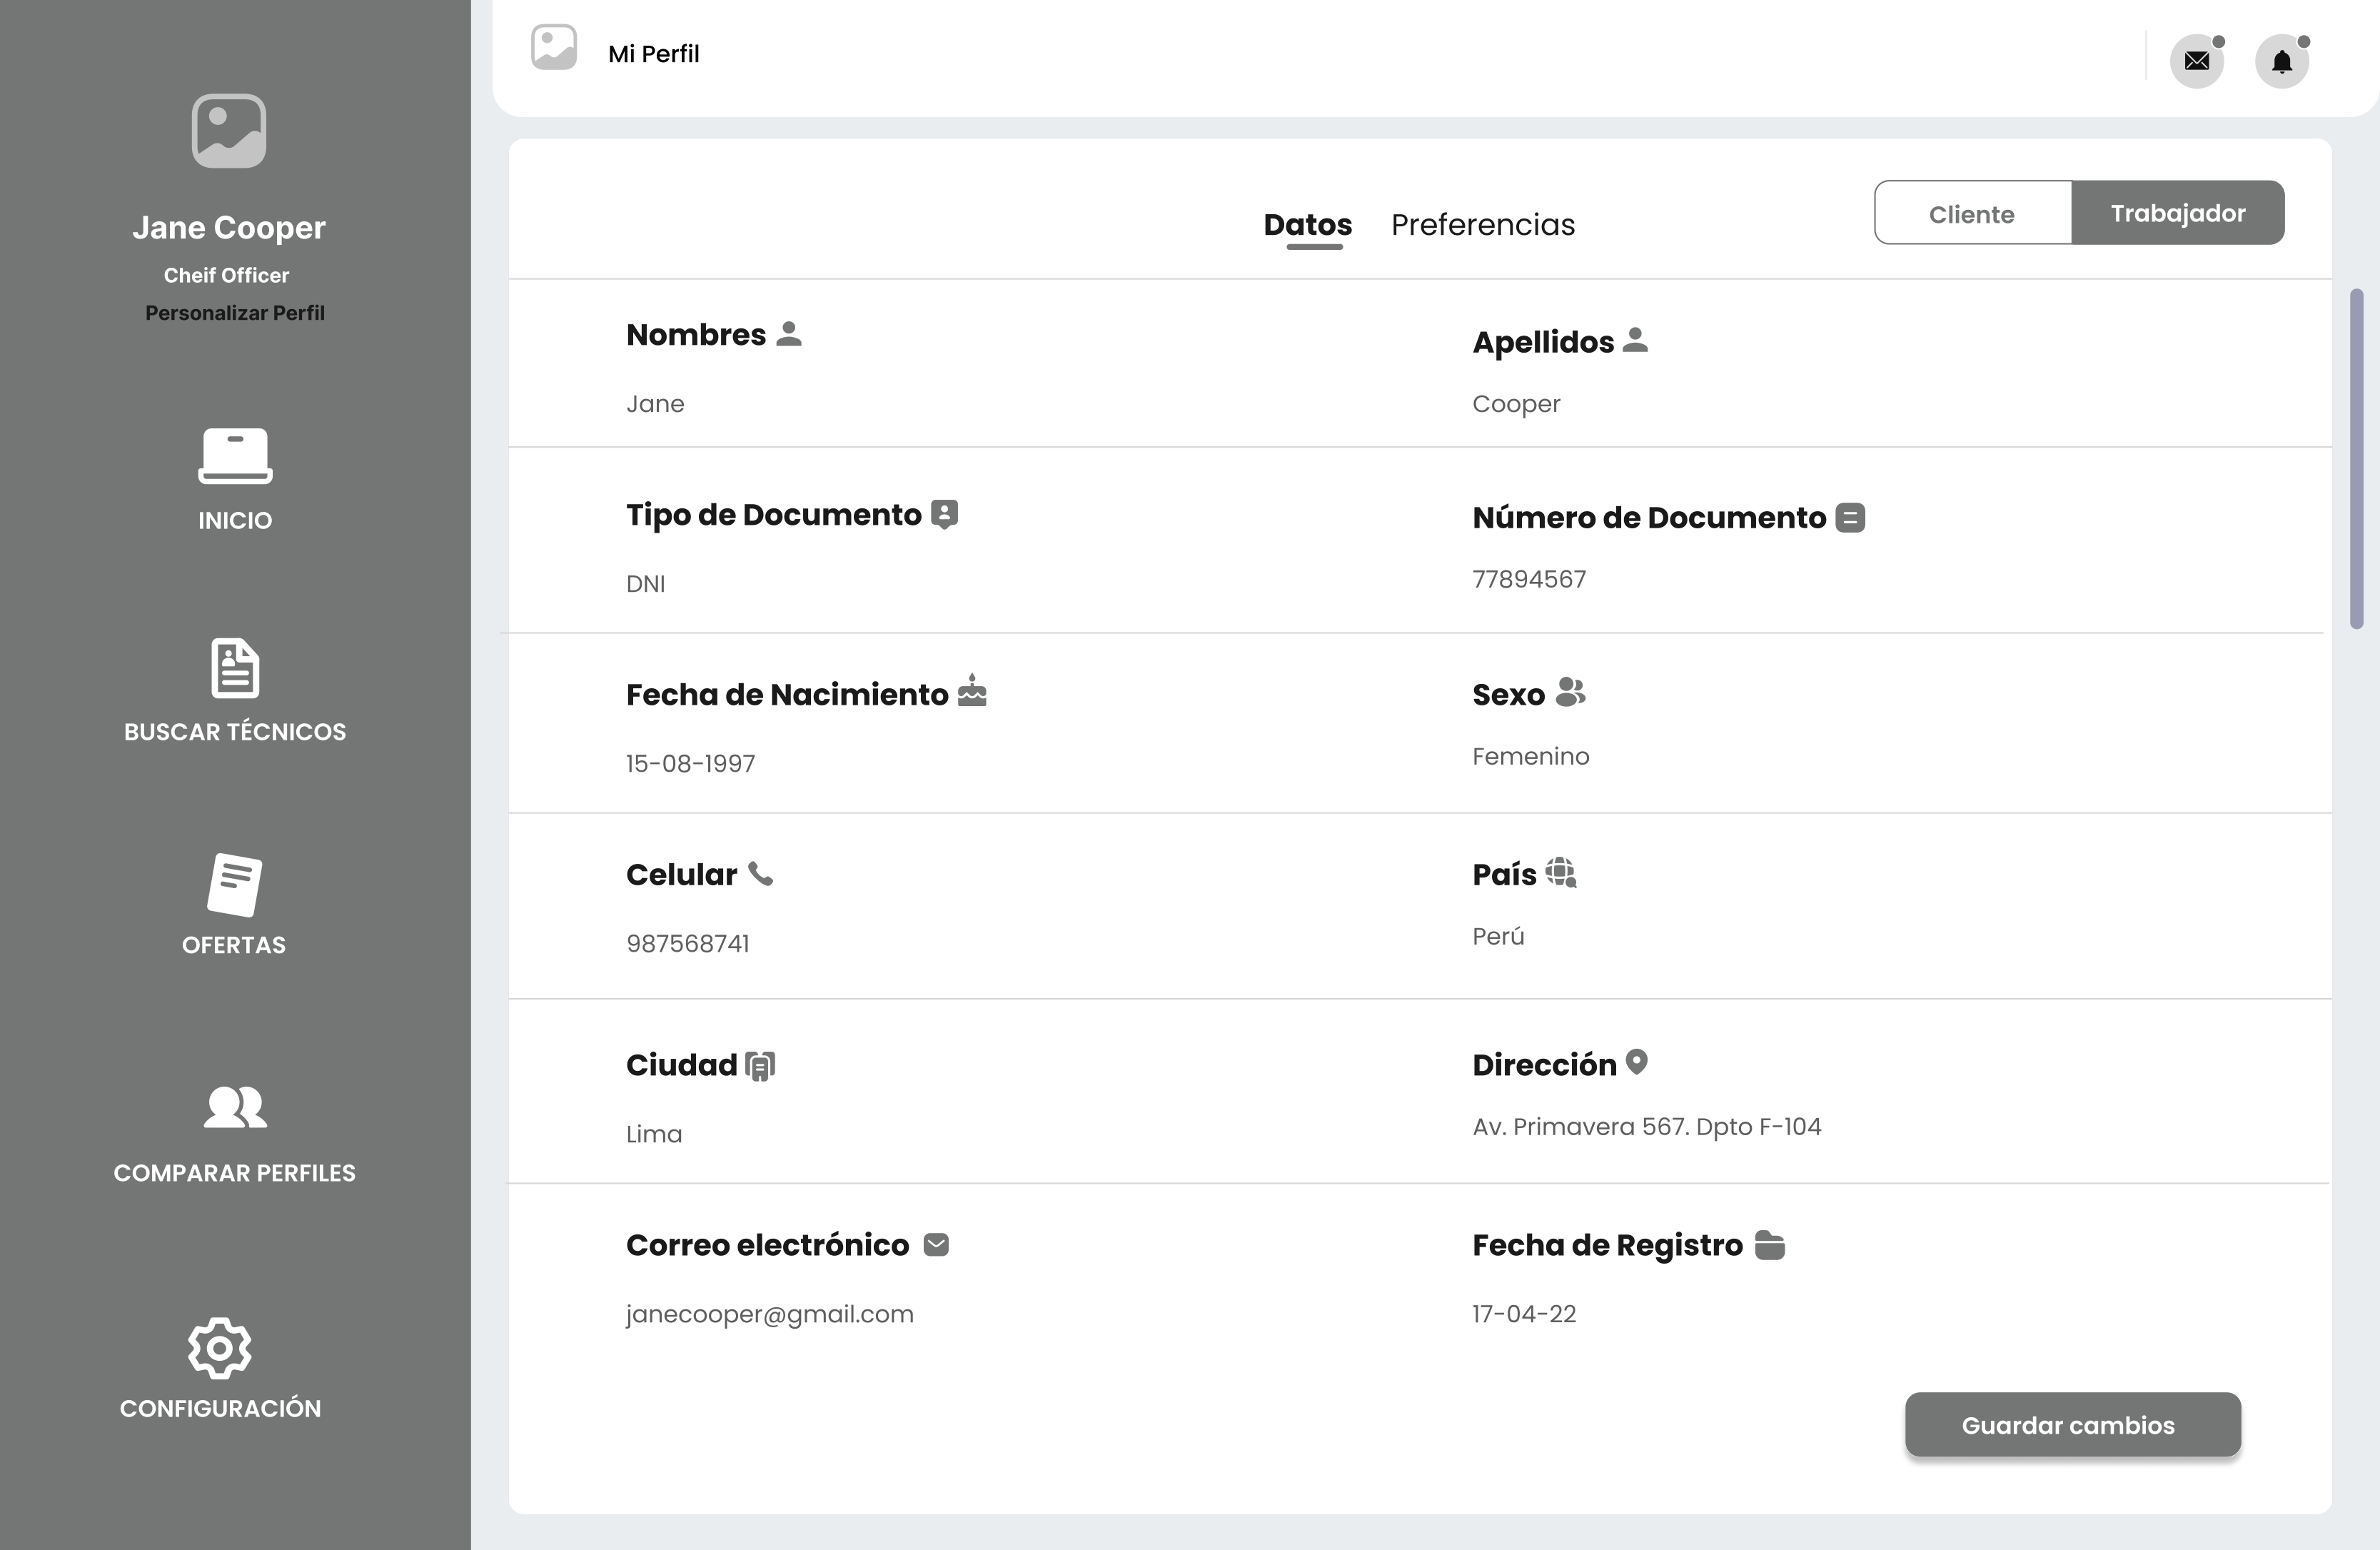 Jane Cooper
Cheif Officer
Personalizar Perfil
INICIO
BUSCAR TÉCNICOS
OFERTAS
COMPARAR PERFILES
CONFIGURACIÓN
Mi Perfil
Datos
Preferencias
Cliente
Trabajador
Nombres
Jane
Apellidos
Cooper
Tipo de Documento
DNI
Número de Documento
77894567
Fecha de Nacimiento
15-08-1997
Sexo
Femenino
Celular
987568741
País
Perú
Ciudad
Lima
Dirección
Av. Primavera 567. Dpto F-104
Correo electrónico
janecooper@gmail.com
Fecha de Registro
17-04-22
Guardar cambios